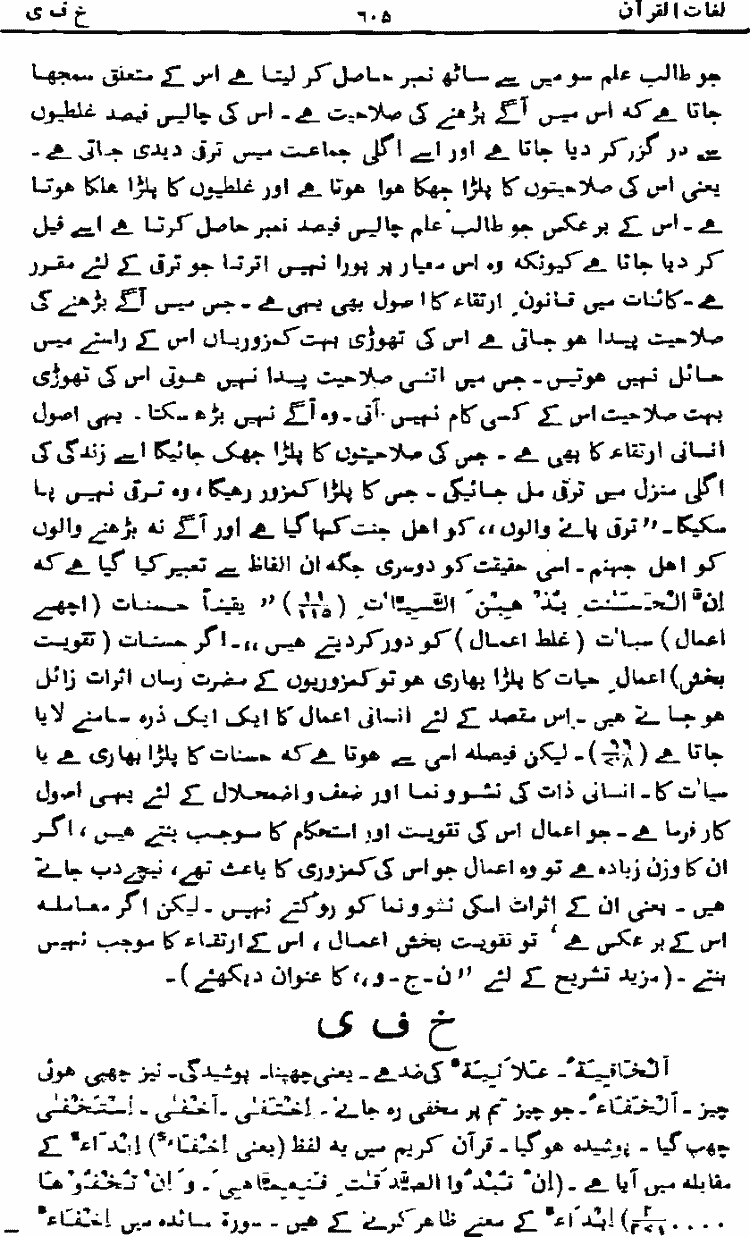 لغات القرآن ٦٠٥ خ ف ی
جو طالب علم سو میں سے ساٹھ نمبر حاصل کر لیتا ہے اس کے متعلق سمجھا
جاتا ہے کہ اس میں آگے بڑھنے کی صلاحیت ہے۔ اس کی چالیس فیصد غلطیوں
سے در گزر کر دیا جاتا ہے اور اسے اگلی جماعت میں ترقی دیدی جاتی ہے۔
یعنی اس کی صلاحیتوں کا پلڑا جھکا ہوا ہوتا ہے اور غلطیوں کا پلڑا ہلکا ہوتا
ہے۔ اس کے بر عکس جو طالب علم چالیس فیصد نمبر حاصل کرتا ہے اسے فیل
کر دیا جاتا ہے کیونکہ وہ اس معیار پر پورا نہیں اترتا جو ترقی کے لئے مقرر
ہے۔ کائنات میں قانونِ ارتقاء کا اصول بھی یہی ہے۔ جس میں آگے بڑھنے کی
صلاحیت پیدا ہو جاتی ہے اس کی تھوڑی بہت کمزوریاں اس کے راستے میں
حائل نہیں ہوتیں۔ جس میں اتنی صلاحیت پیدا نہیں ہوتی اس کی تھوڑی
بہت صلاحیت اس کے کسی کام نہیں آتی۔ وہ آگے نہیں بڑھ سکتا۔ یہی اصول
انسانی ارتقاء کا بھی ہے۔ جس کی صلاحیتوں کا پلڑا جھک جائیگا اسے زندگی کی
اگلی منزل میں ترقی مل جائیگی۔ جس کا پلڑا کمزور رهیگا، وہ ترقی نہیں پا
سکیگا۔ ’’ترقی پانے والوں،، کو اہل جنت کہا گیا ہے اور آگے نہ بڑھنے والوں
کو اہل جہنم۔ اسی حقیقت کو دوسری جگہ ان الفاظ سے تعبیر کیا گیا ہے کہ
اِنَّ الْحَسَنٰتِ یُذْهِبْنَ السَّیِّاٰتِ (۱۱/۱۱۵) ’’یقیناً حسنات (اچھے
اعمال) سیاٰت (غلط اعمال) کو دور کر دیتے ہیں،،۔ اگر حسنات (تقویت
بخش) اعمالِ حیات کا پلڑا بھاری ہو تو کمزوریوں کے مضرت رساں اثرات زائل
ہو جاتے ہیں۔ اس مقصد کے لئے انسانی اعمال کا ایک ایک ذرہ سامنے لایا
جاتا ہے (۹۹/۷-۸)۔ لیکن فیصلہ اسی سے ہوتا ہے کہ حسنات کا پلڑا بھاری ہے یا
سیاٰت کا۔ انسانی ذات کی نشو و نما اور ضعف و اضمحلال کے لئے یہی اصول
کار فرما ہے۔ جو اعمال اس کی تقویت اور استحکام کا موجب بنتے ہیں، اگر
ان کا وزن زیادہ ہے تو وہ اعمال جو اس کی کمزوری کا باعث تھے، نیچے دب جاتے
ہیں۔ یعنی ان کے اثرات اسکی نشو و نما کو روکتے نہیں۔ لیکن اگر معاملہ
اس کے بر عکس ہے، تو تقویت بخش اعمال، اس کے ارتقاء کا موجب نہیں
بنتے۔ (مزید تشریح کے لئے ’’ن۔ج۔و،، کا عنوان دیکھئے)۔
خ ف ی
اَلْخَافِیَةُ۔ عَلَانِیَةٌ کی ضد ہے۔ یعنی چھپنا۔ پوشیدگی۔ نیز چھپی ہوئی
چیز۔ اَلْخَفَاءُ۔ جو چیز تم پر مخفی رہ جائے۔ اِخْتَفٰی۔ اَخْفٰی۔ اِسْتَخْفٰی
چھپ گیا۔ پوشیدہ ہو گیا۔ قرآن کریم میں یہ لفظ (یعنی اِخْفَاءٌ) اِبْدَاءٌ کے
مقابلہ میں آیا ہے۔ (اِنْ تُبْدُوا الصَّدَقٰتِ فَنِعِمَّا هِیَ۔ وَ اِنْ تُخْفُوْهَا
.... ۲/۲۷۱) اِبْدَاءٌ کے معنے ظاہر کرنے کے ہیں۔ سورۃ مائدہ میں اِخْفَاءٌ